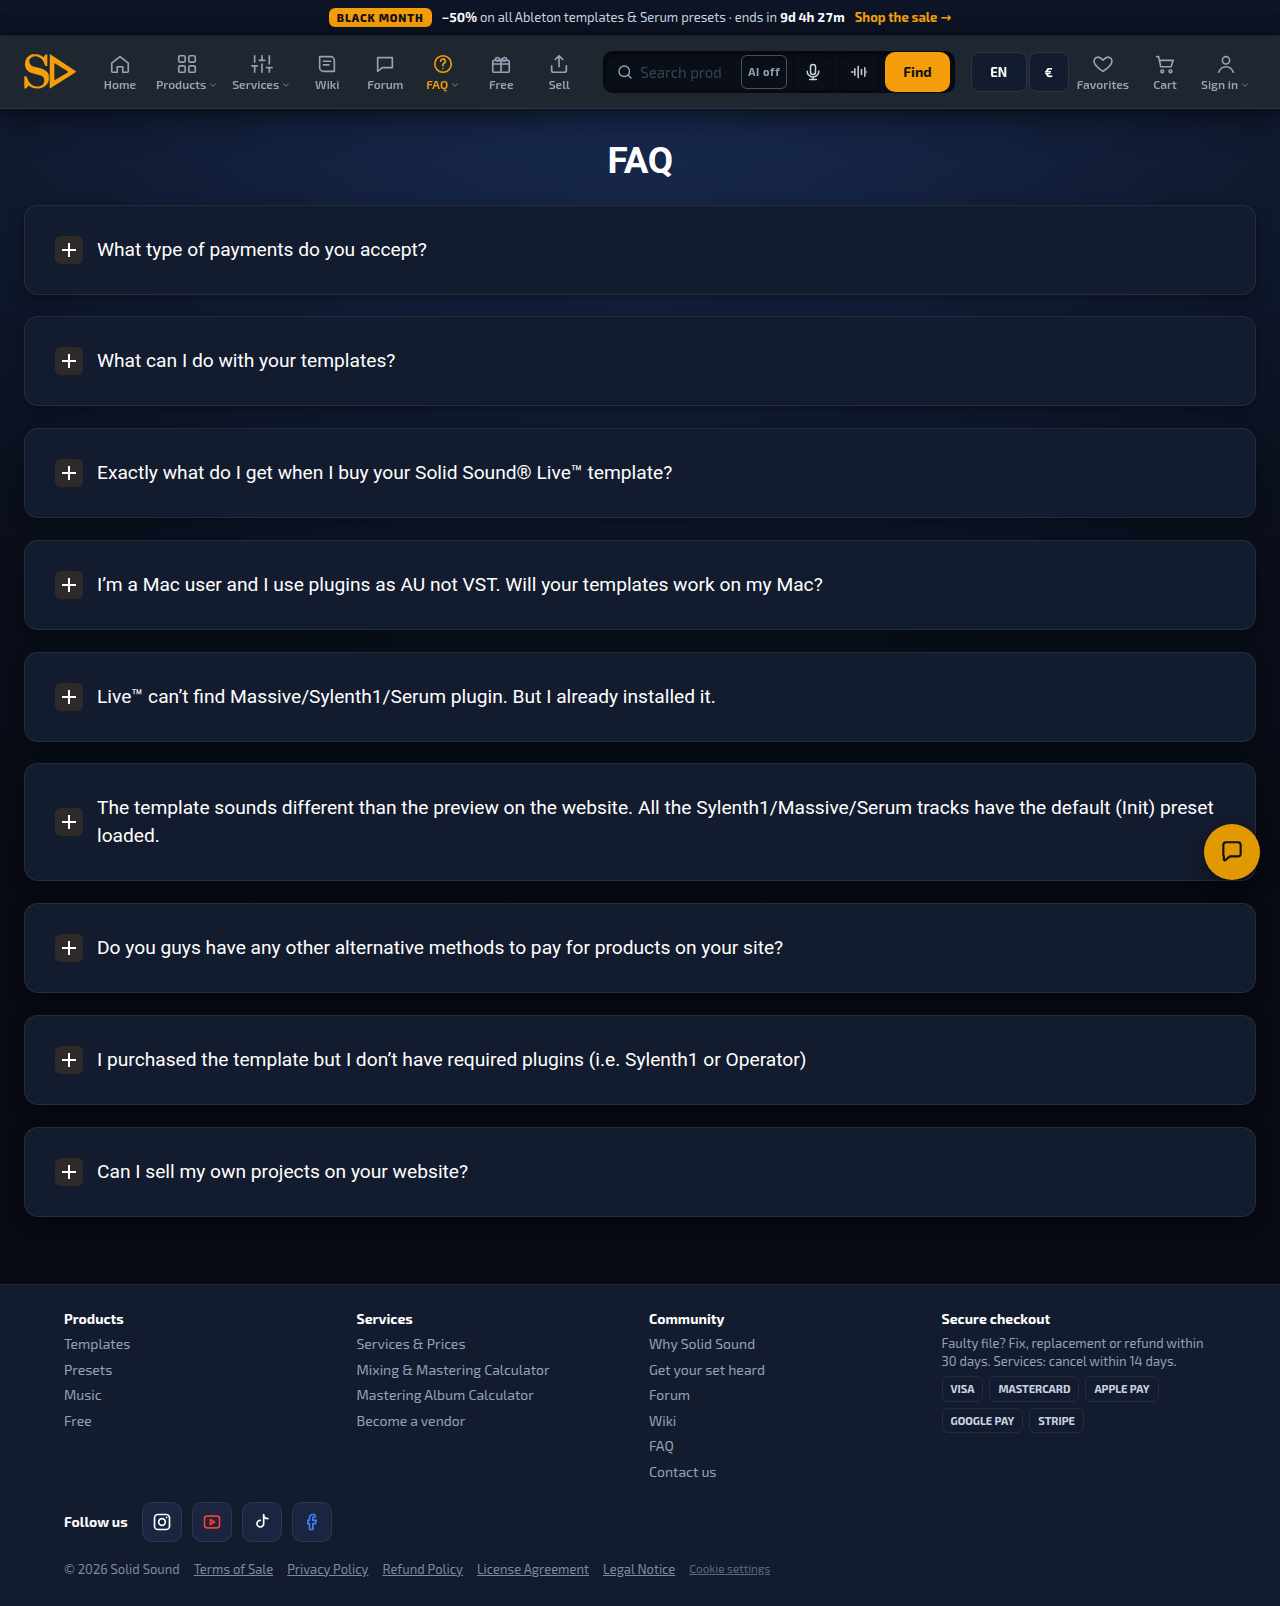 BLACK MONTH −50% on all Ableton templates & Serum presets · ends in 9d 4h 27m Shop the sale →
SD
Home
Products
Services
Wiki
Forum
FAQ
Free
Sell
Search prod
AI off
Find
EN
€
Favorites
Cart
Sign in
FAQ
What type of payments do you accept?
What can I do with your templates?
Exactly what do I get when I buy your Solid Sound® Live™ template?
I’m a Mac user and I use plugins as AU not VST. Will your templates work on my Mac?
Live™ can’t find Massive/Sylenth1/Serum plugin. But I already installed it.
The template sounds different than the preview on the website. All the Sylenth1/Massive/Serum tracks have the default (Init) preset
loaded.
Do you guys have any other alternative methods to pay for products on your site?
I purchased the template but I don’t have required plugins (i.e. Sylenth1 or Operator)
Can I sell my own projects on your website?
Products
Templates
Presets
Music
Free
Services
Services & Prices
Mixing & Mastering Calculator
Mastering Album Calculator
Become a vendor
Community
Why Solid Sound
Get your set heard
Forum
Wiki
FAQ
Contact us
Secure checkout
Faulty file? Fix, replacement or refund within
30 days. Services: cancel within 14 days.
VISA MASTERCARD APPLE PAY
GOOGLE PAY STRIPE
Follow us
© 2026 Solid Sound Terms of Sale Privacy Policy Refund Policy License Agreement Legal Notice Cookie settings